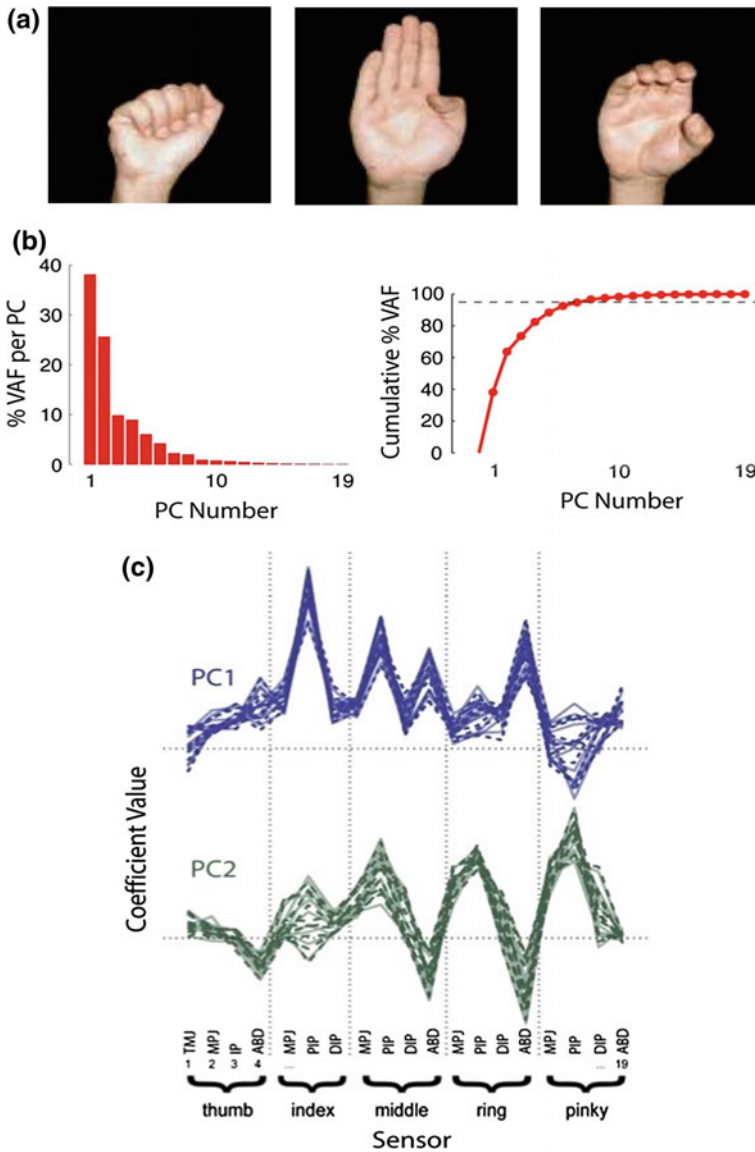 (a)
(b)
% VAF per PC
40
30
20
10
0
1 10 19
PC Number
Cumulative % VAF
100
80
60
40
20
0
1 10 19
PC Number
(c)
PC1
PC2
Coefficient Value
TMJ MPJ IP ABD MPJ PIP DIP MPJ PIP DIP ABD MPJ PIP DIP ABD MPJ PIP DIP ABD
1 2 3 4 ... ... 19
thumb index middle ring pinky
Sensor